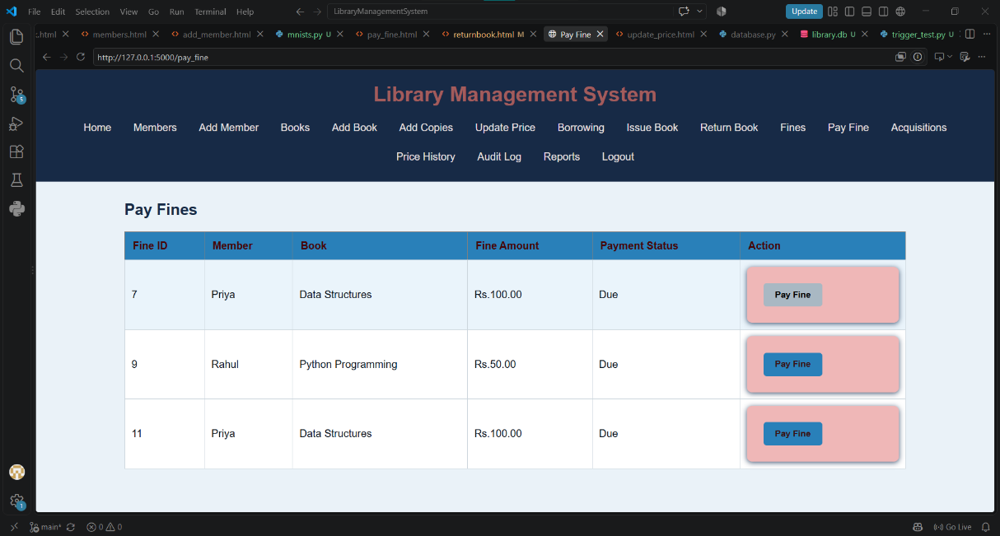 File Edit Selection View Go Run Terminal Help LibraryManagementSystem Update
.html members.html add_member.html mnists.py U pay_fine.html returnbook.html M Pay Fine update_price.html database.py library.db U trigger_test.py U
http://127.0.0.1:5000/pay_fine
Library Management System
Home Members Add Member Books Add Book Add Copies Update Price Borrowing Issue Book Return Book Fines Pay Fine Acquisitions
Price History Audit Log Reports Logout
Pay Fines
Fine ID Member Book Fine Amount Payment Status Action
7 Priya Data Structures Rs.100.00 Due Pay Fine
9 Rahul Python Programming Rs.50.00 Due Pay Fine
11 Priya Data Structures Rs.100.00 Due Pay Fine
5
1
main* 0 0 Go Live